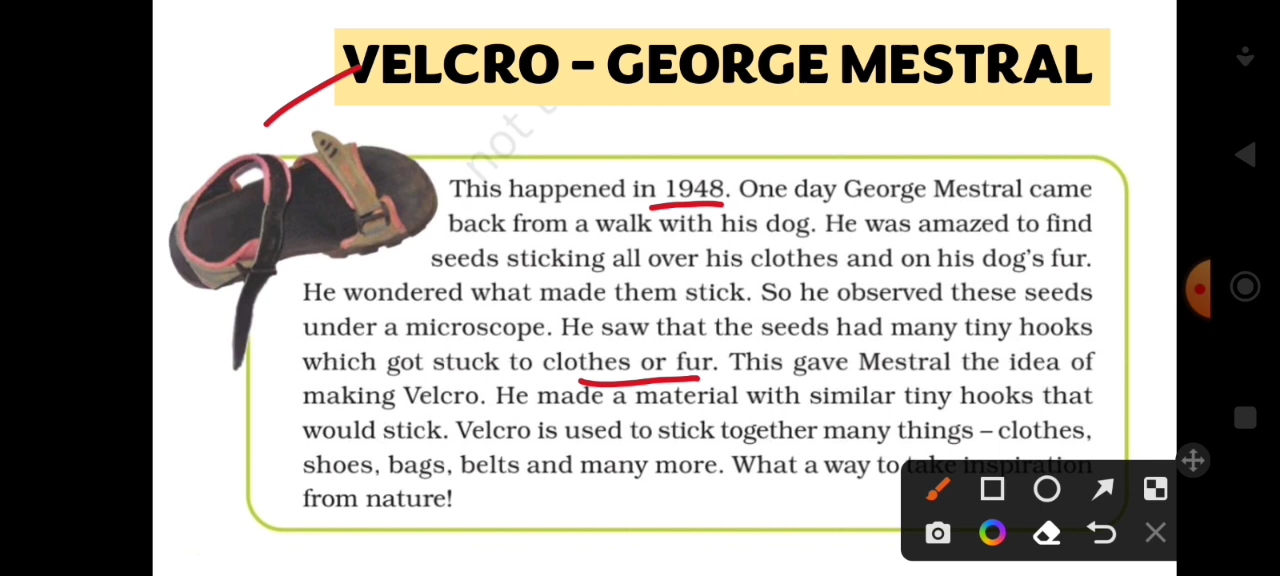 VELCRO - GEORGE MESTRAL
not
This happened in 1948. One day George Mestral came
back from a walk with his dog. He was amazed to find
seeds sticking all over his clothes and on his dog's fur.
He wondered what made them stick. So he observed these seeds
under a microscope. He saw that the seeds had many tiny hooks
which got stuck to clothes or fur. This gave Mestral the idea of
making Velcro. He made a material with similar tiny hooks that
would stick. Velcro is used to stick together many things – clothes,
shoes, bags, belts and many more. What a way to take inspiration
from nature!